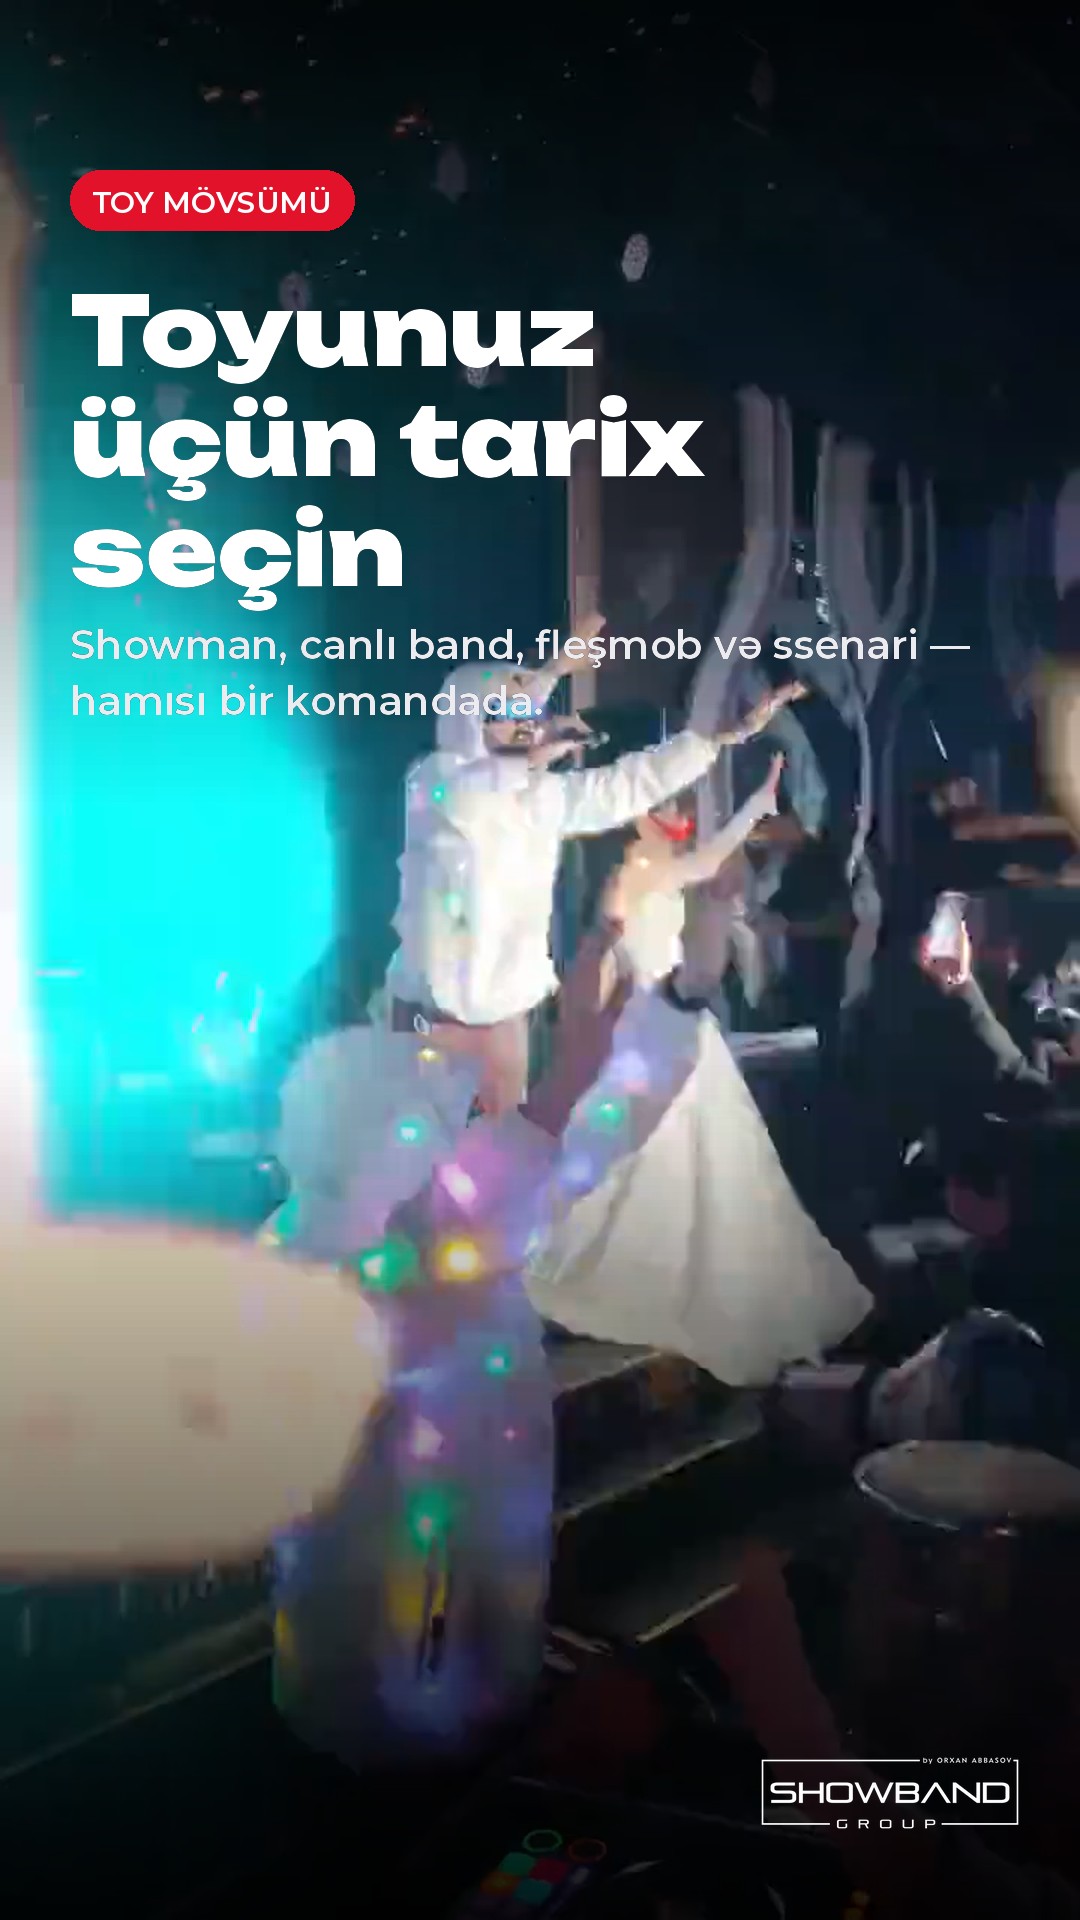 TOY MÖVSÜMÜ
Toyunuz
üçün tarix
seçin
Showman, canlı band, fleşmob və ssenari —
hamısı bir komandada.
by ORXAN ABBASOV
SHOWBAND
GROUP